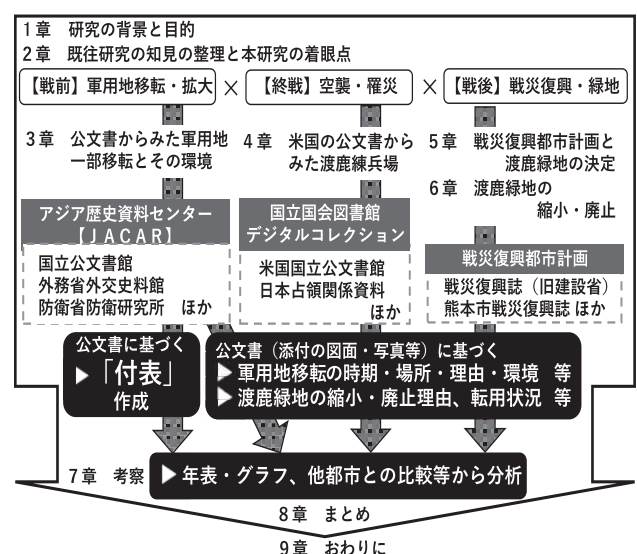 1章 研究の背景と目的
2章 既往研究の知見の整理と本研究の着眼点
【戦前】軍用地移転・拡大 × 【終戦】空襲・罹災 × 【戦後】戦災復興・緑地
3章 公文書からみた軍用地
一部移転とその環境
4章 米国の公文書から
みた渡鹿練兵場
5章 戦災復興都市計画と
渡鹿緑地の決定
6章 渡鹿緑地の
縮小・廃止
アジア歴史資料センター
【JACAR】
国立公文書館
外務省外交史料館
防衛省防衛研究所 ほか
国立国会図書館
デジタルコレクション
米国国立公文書館
日本占領関係資料
ほか
戦災復興都市計画
戦災復興誌（旧建設省）
熊本市戦災復興誌 ほか
公文書に基づく
▶「付表」
作成
公文書（添付の図面・写真等）に基づく
▶軍用地移転の時期・場所・理由・環境 等
▶渡鹿緑地の縮小・廃止理由、転用状況 等
7章 考察
▶年表・グラフ、他都市との比較等から分析
8章 まとめ
9章 おわりに